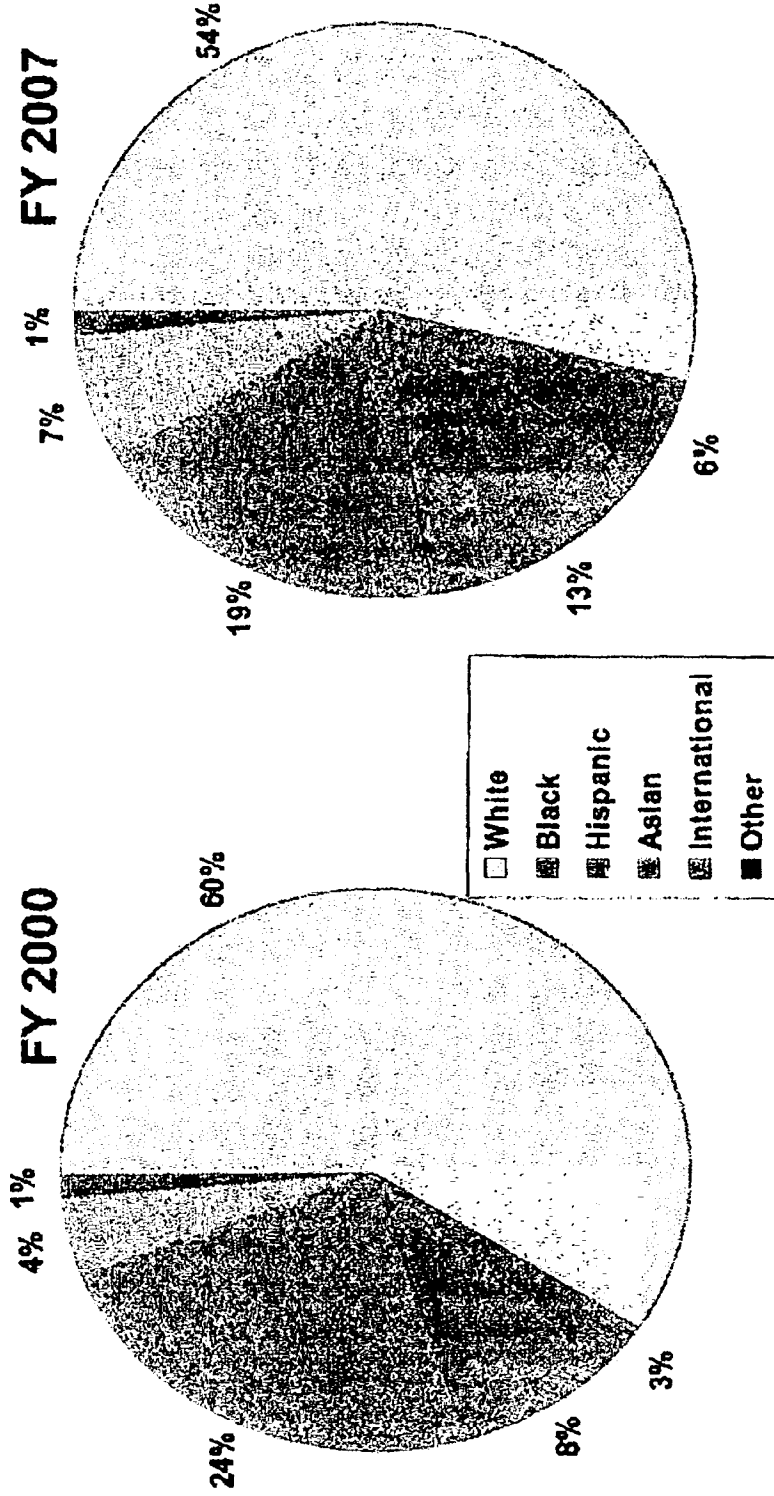 FY 2000
60%
3%
8%
24%
4%
1%
FY 2007
54%
6%
13%
19%
7%
1%
White
Black
Hispanic
Asian
International
Other